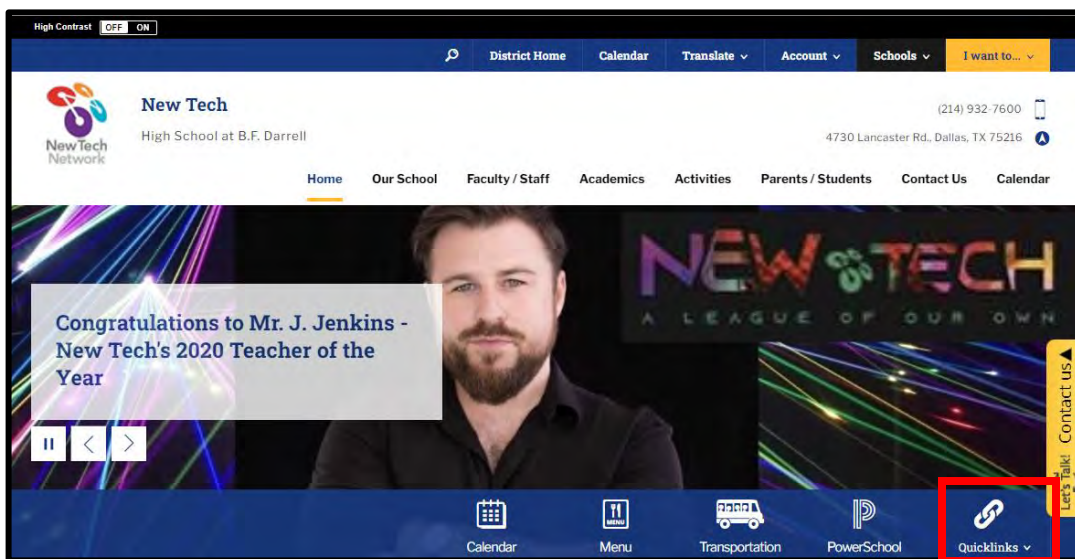 High Contrast OFF ON
District Home Calendar Translate Account Schools I want to...
New Tech
High School at B.F. Darrell
NewTech
Network
(214) 932-7600
4730 Lancaster Rd., Dallas, TX 75216
Home Our School Faculty / Staff Academics Activities Parents / Students Contact Us Calendar
NEW TECH
A LEAGUE OF OUR OWN
Congratulations to Mr. J. Jenkins -
New Tech's 2020 Teacher of the
Year
Let's Talk! Contact us
MENU
Calendar Menu Transportation PowerSchool Quicklinks